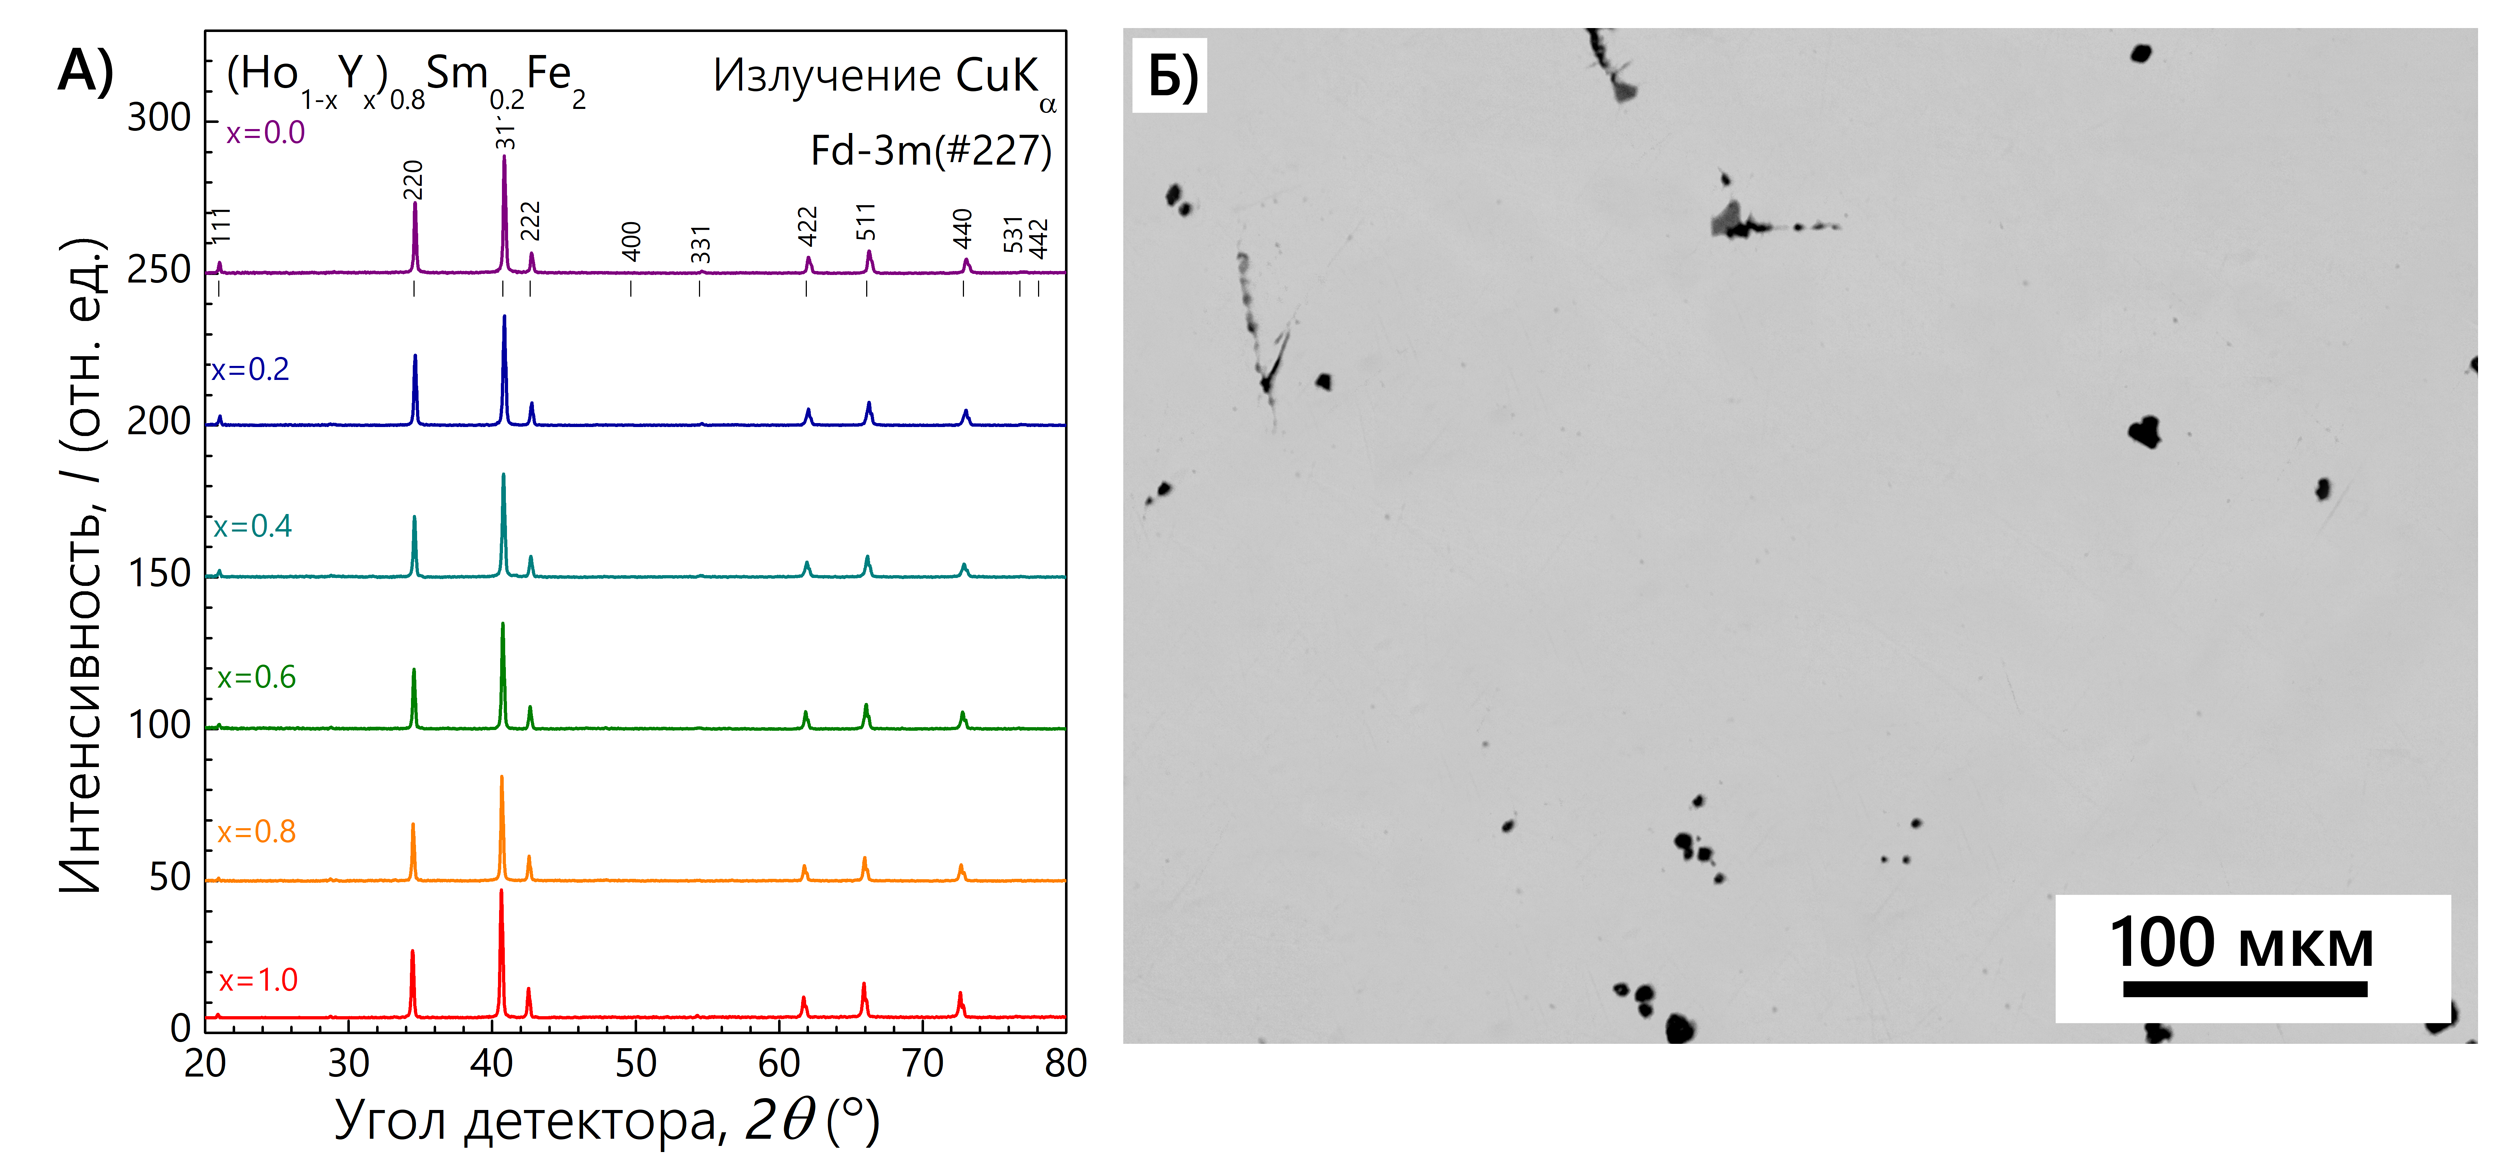 А)
(Ho1-xYx)0.8Sm0.2Fe2
Излучение CuKα
Fd-3m(#227)
x=0.0
111
220
222
400
331
422
511
440
531
442
x=0.2
x=0.4
x=0.6
x=0.8
x=1.0
300
250
200
150
100
50
0
20 30 40 50 60 70 80
Интенсивность, I (отн. ед.)
Угол детектора, 2θ (°)
Б)
100 мкм